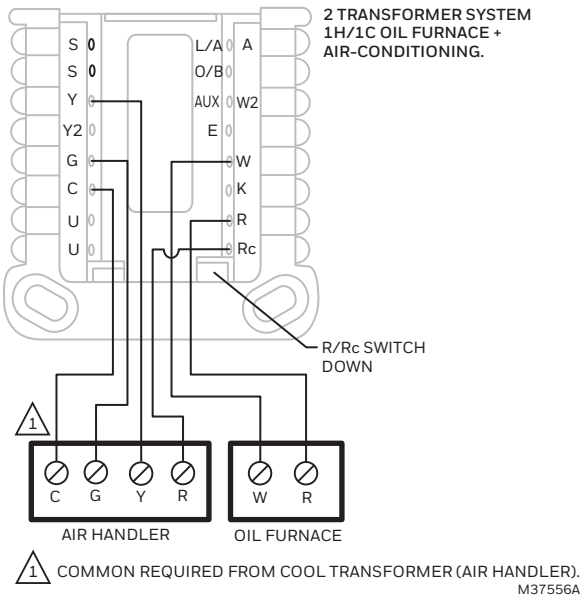 2 TRANSFORMER SYSTEM
1H/1C OIL FURNACE +
AIR-CONDITIONING.
S L/A A
S O/B
Y AUX W2
Y2 E
G W
C K
U R
U Rc
R/Rc SWITCH
DOWN
1
C G Y R W R
AIR HANDLER OIL FURNACE
1 COMMON REQUIRED FROM COOL TRANSFORMER (AIR HANDLER).
M37556A